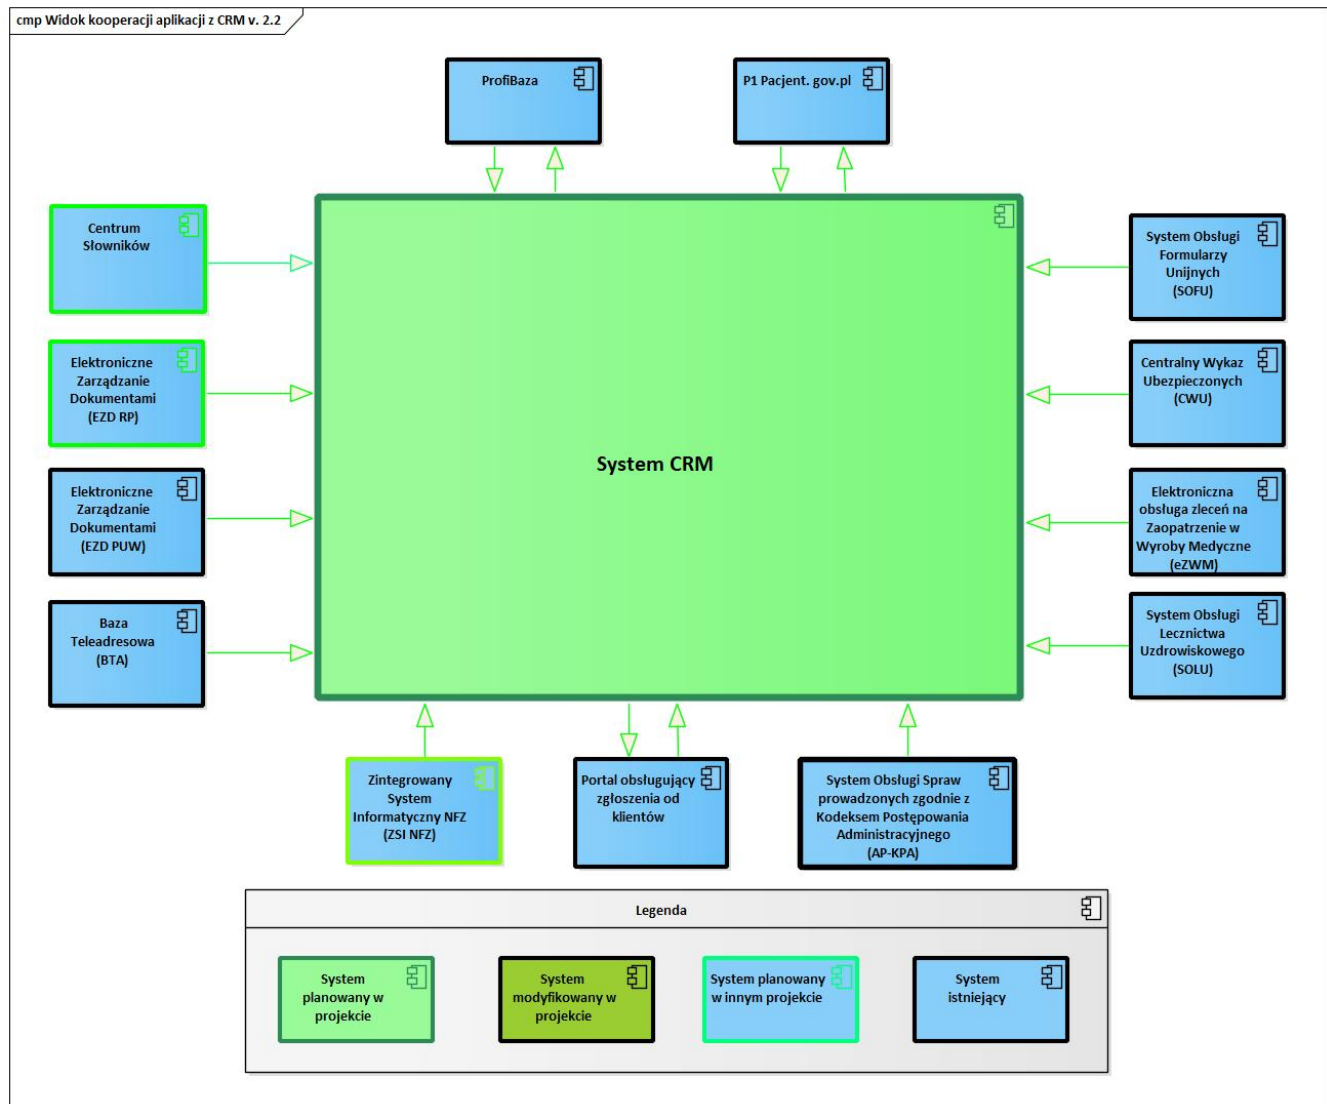 cmp Widok kooperacji aplikacji z CRM v. 2.2
ProfiBaza
P1 Pacjent. gov.pl
Centrum
Słowników
System Obsługi
Formularzy
Unijnych
(SOFU)
Elektroniczne
Zarządzanie
Dokumentami
(EZD RP)
Centralny Wykaz
Ubezpieczonych
(CWU)
System CRM
Elektroniczne
Zarządzanie
Dokumentami
(EZD PUW)
Elektroniczna
obsługa zleceń na
Zaopatrzenie w
Wyroby Medyczne
(eZWM)
Baza
Teleadresowa
(BTA)
System Obsługi
Lecznictwa
Uzdrowiskowego
(SOLU)
Zintegrowany
System
Informatyczny NFZ
(ZSI NFZ)
Portal obsługujący
zgłoszenia od
klientów
System Obsługi Spraw
prowadzonych zgodnie z
Kodeksem Postępowania
Administracyjnego
(AP-KPA)
Legenda
System
planowany w
projekcie
System
modyfikowany w
projekcie
System planowany
w innym projekcie
System
istniejący